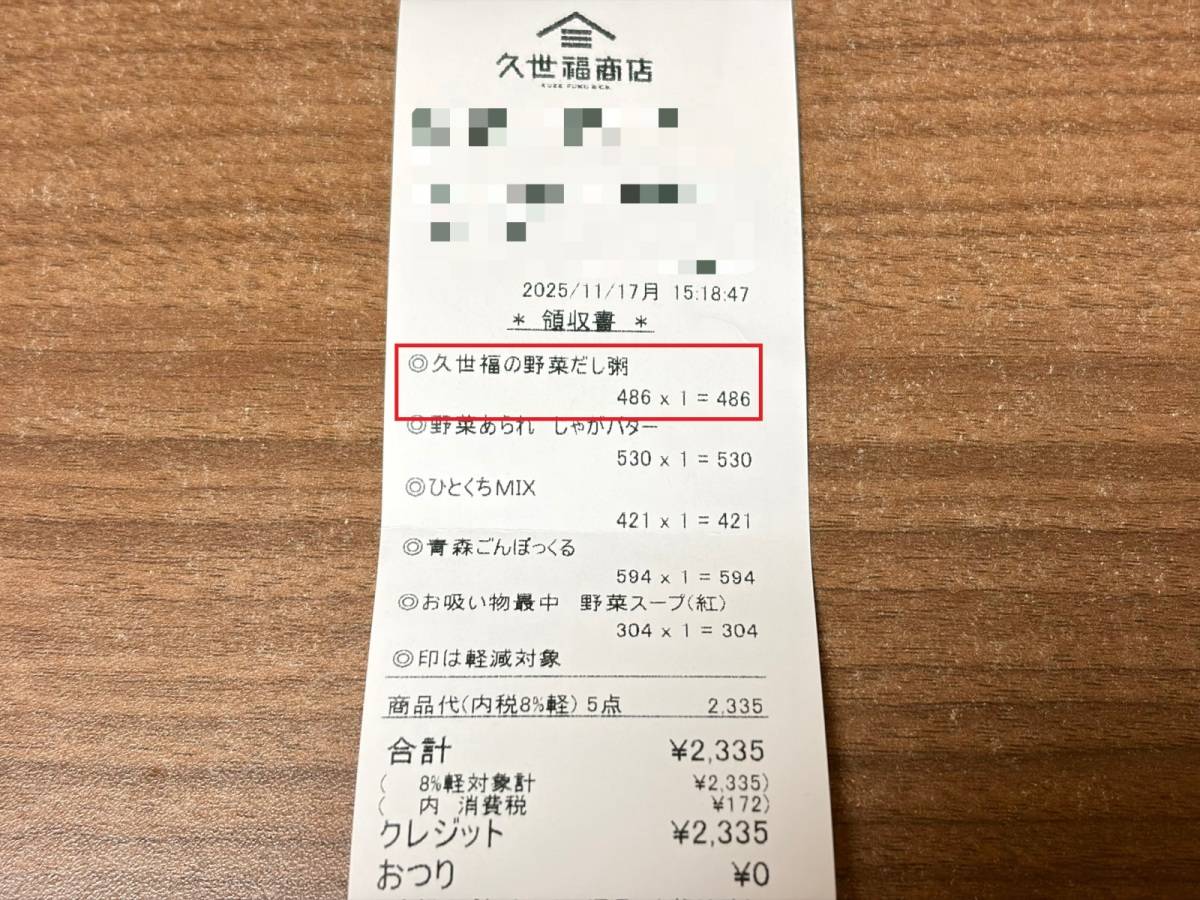 久世福商店
KUZE FUKU & CO.
2025/11/17月 15:18:47
* 領収書 *
◎久世福の野菜だし粥
486 x 1 = 486
◎野菜あられ じゃがバター
530 x 1 = 530
◎ひとくちMIX
421 x 1 = 421
◎青森ごんぼっくる
594 x 1 = 594
◎お吸い物最中 野菜スープ(紅)
304 x 1 = 304
◎印は軽減対象
商品代(内税8%軽) 5点 2,335
合計 ¥2,335
( 8%軽対象計 ¥2,335)
( 内 消費税 ¥172)
クレジット ¥2,335
おつり ¥0